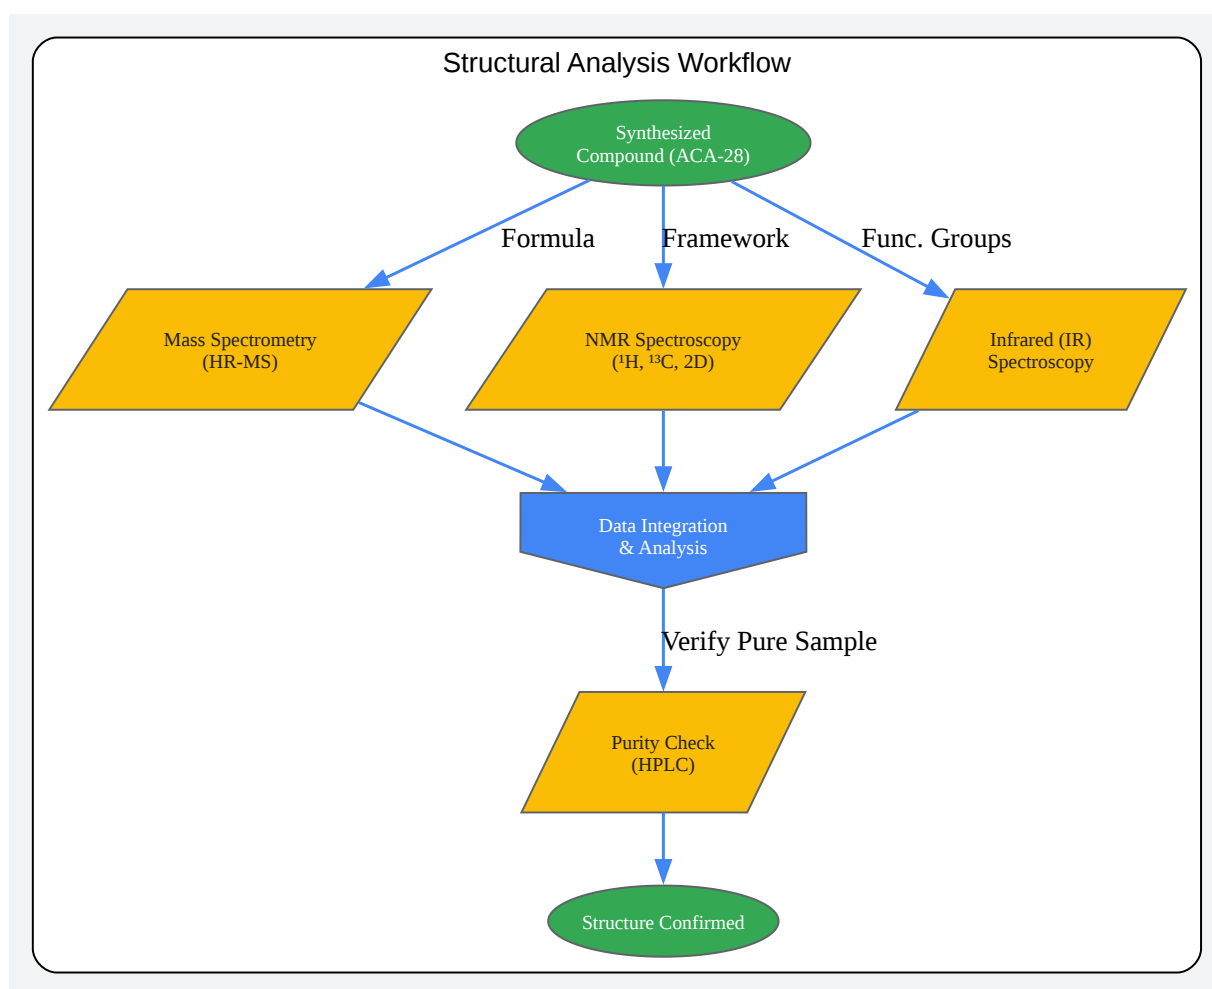 Structural Analysis Workflow
Synthesized
Compound (ACA-28)
Formula
Framework
Func. Groups
Mass Spectrometry
(HR-MS)
NMR Spectroscopy
(¹H, ¹³C, 2D)
Infrared (IR)
Spectroscopy
Data Integration
& Analysis
Verify Pure Sample
Purity Check
(HPLC)
Structure Confirmed